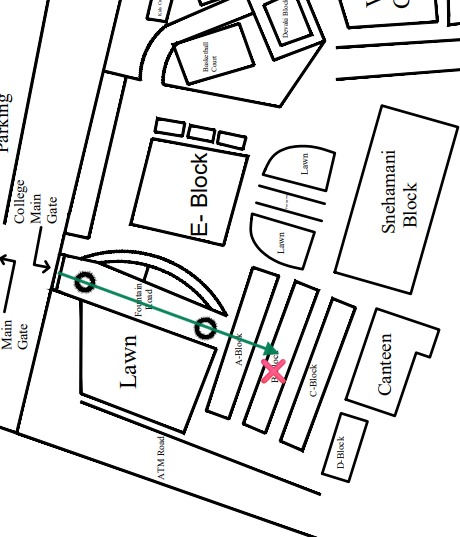 Devaki Block
Basketball
Court
Parking
College
Main
Gate
E- Block
Lawn
Snehamani
Block
Lawn
Main
Gate
Fountain
Road
Lawn
A-Block
C-Block
Canteen
D-Block
ATM Road